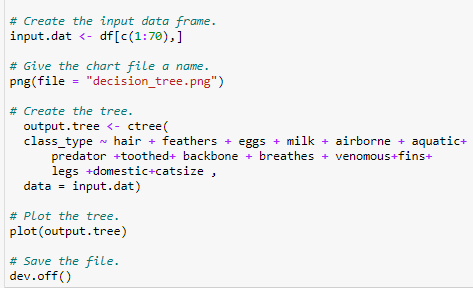 # Create the input data frame.
input.dat <- df[c(1:70),]
# Give the chart file a name.
png(file = "decision_tree.png")
# Create the tree.
output.tree <- ctree(
class_type ~ hair + feathers + eggs + milk + airborne + aquatic+
predator +toothed+ backbone + breathes + venomous+fins+
legs +domestic+catsize ,
data = input.dat)
# Plot the tree.
plot(output.tree)
# Save the file.
dev.off()